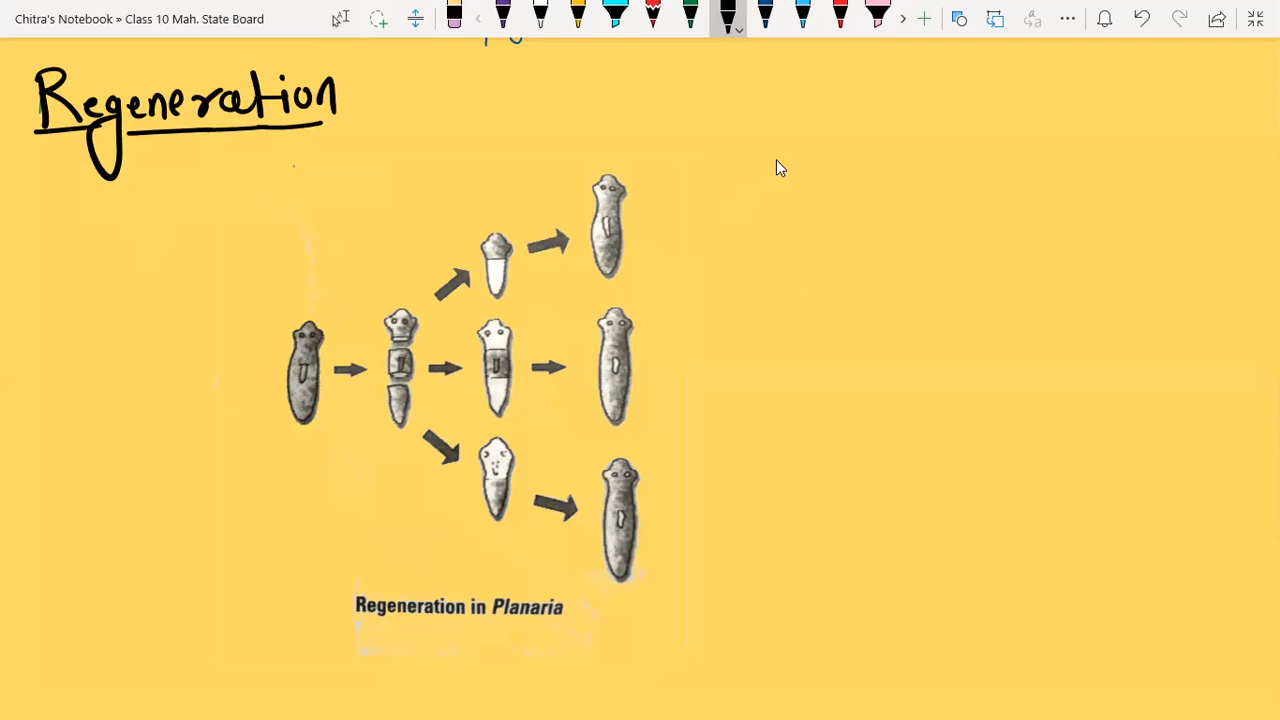 Chitra's Notebook » Class 10 Mah. State Board
Regeneration
Regeneration in Planaria